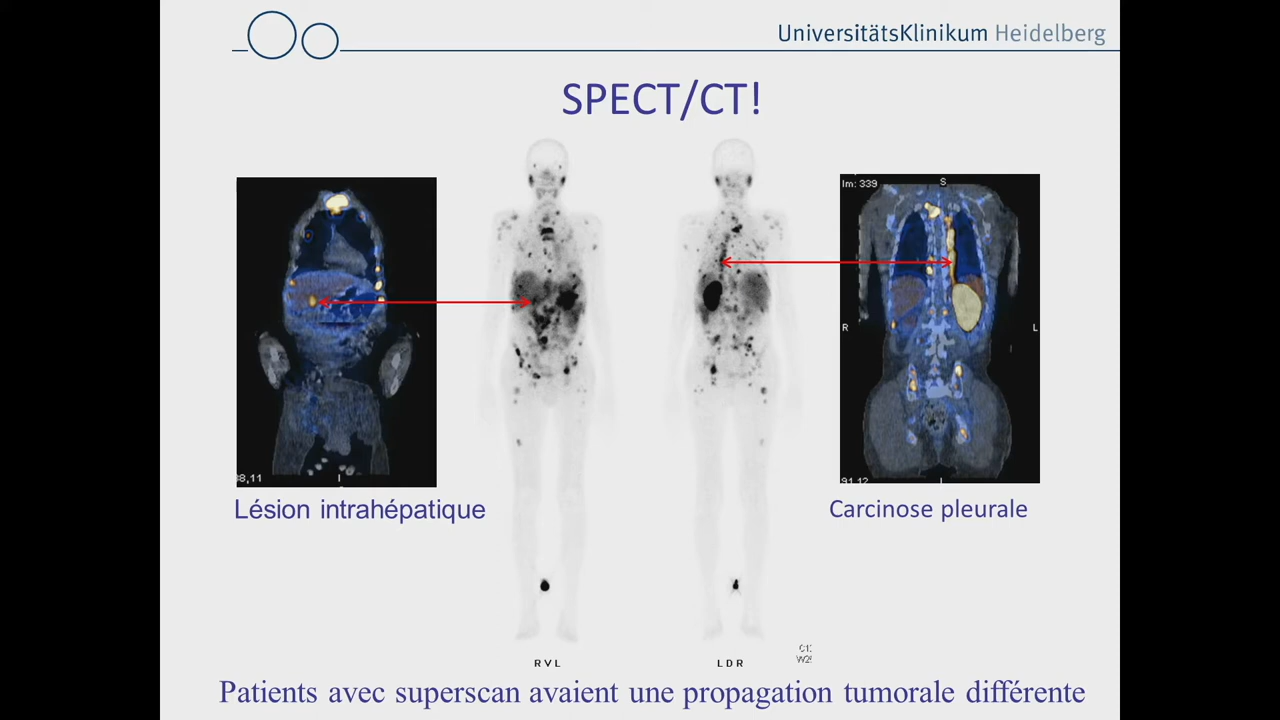 UniversitätsKlinikum Heidelberg
SPECT/CT!
Im: 339
S
R
L
I
Lésion intrahépatique
Carcinose pleurale
RVL
LDR
Patients avec superscan avaient une propagation tumorale différente